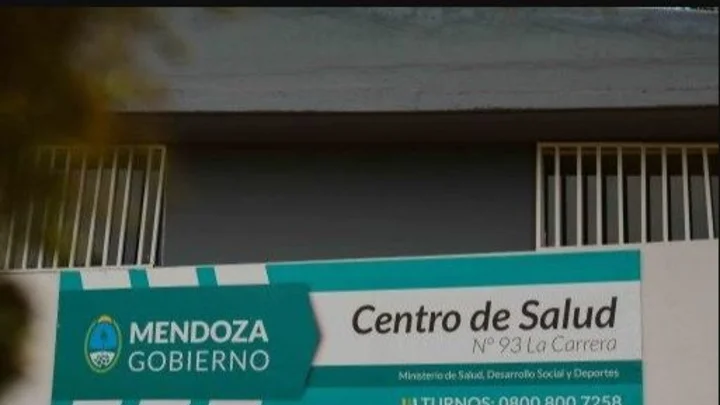 MENDOZA
GOBIERNO
Centro de Salud
N° 93 La Carrera
Ministerio de Salud, Desarrollo Social y Deportes
TURNOS: 0800 800 7258